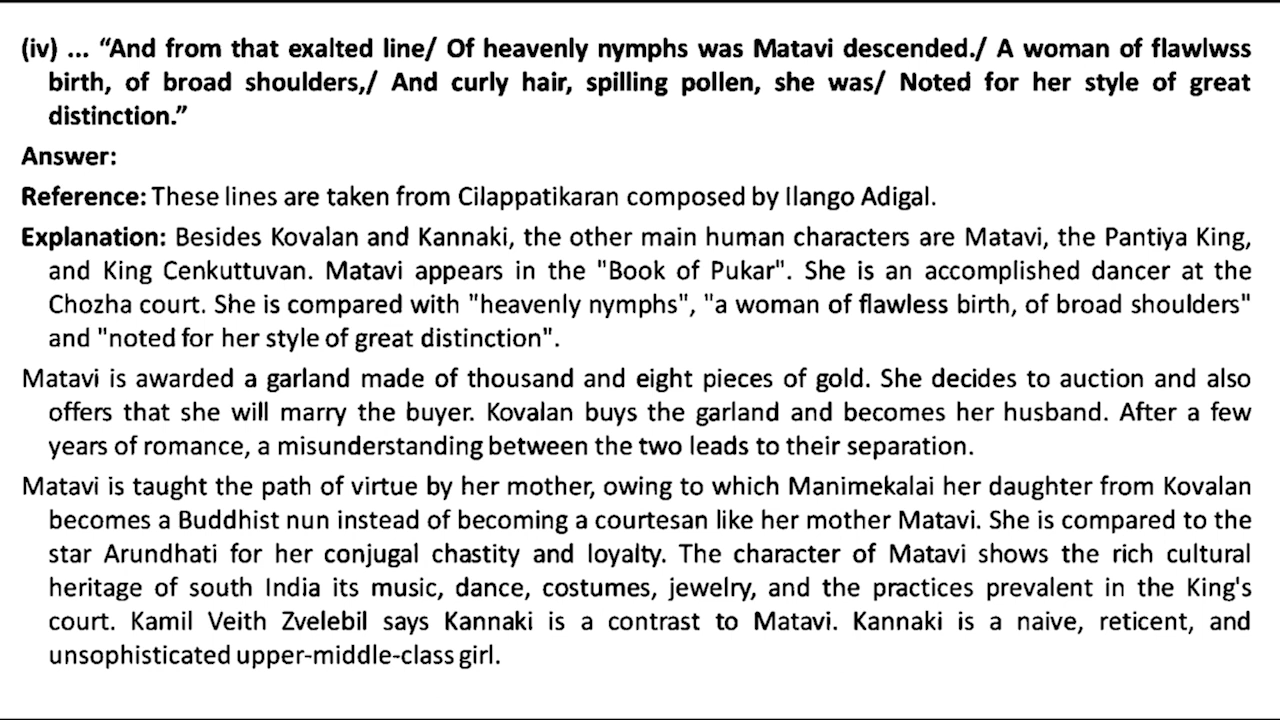 (iv) ... “And from that exalted line/ Of heavenly nymphs was Matavi descended./ A woman of flawlwss
birth, of broad shoulders,/ And curly hair, spilling pollen, she was/ Noted for her style of great
distinction.”
Answer:
Reference: These lines are taken from Cilappatikaran composed by Ilango Adigal.
Explanation: Besides Kovalan and Kannaki, the other main human characters are Matavi, the Pantiya King,
and King Cenkuttuvan. Matavi appears in the "Book of Pukar". She is an accomplished dancer at the
Chozha court. She is compared with "heavenly nymphs", "a woman of flawless birth, of broad shoulders"
and "noted for her style of great distinction".
Matavi is awarded a garland made of thousand and eight pieces of gold. She decides to auction and also
offers that she will marry the buyer. Kovalan buys the garland and becomes her husband. After a few
years of romance, a misunderstanding between the two leads to their separation.
Matavi is taught the path of virtue by her mother, owing to which Manimekalai her daughter from Kovalan
becomes a Buddhist nun instead of becoming a courtesan like her mother Matavi. She is compared to the
star Arundhati for her conjugal chastity and loyalty. The character of Matavi shows the rich cultural
heritage of south India its music, dance, costumes, jewelry, and the practices prevalent in the King's
court. Kamil Veith Zvelebil says Kannaki is a contrast to Matavi. Kannaki is a naive, reticent, and
unsophisticated upper-middle-class girl.